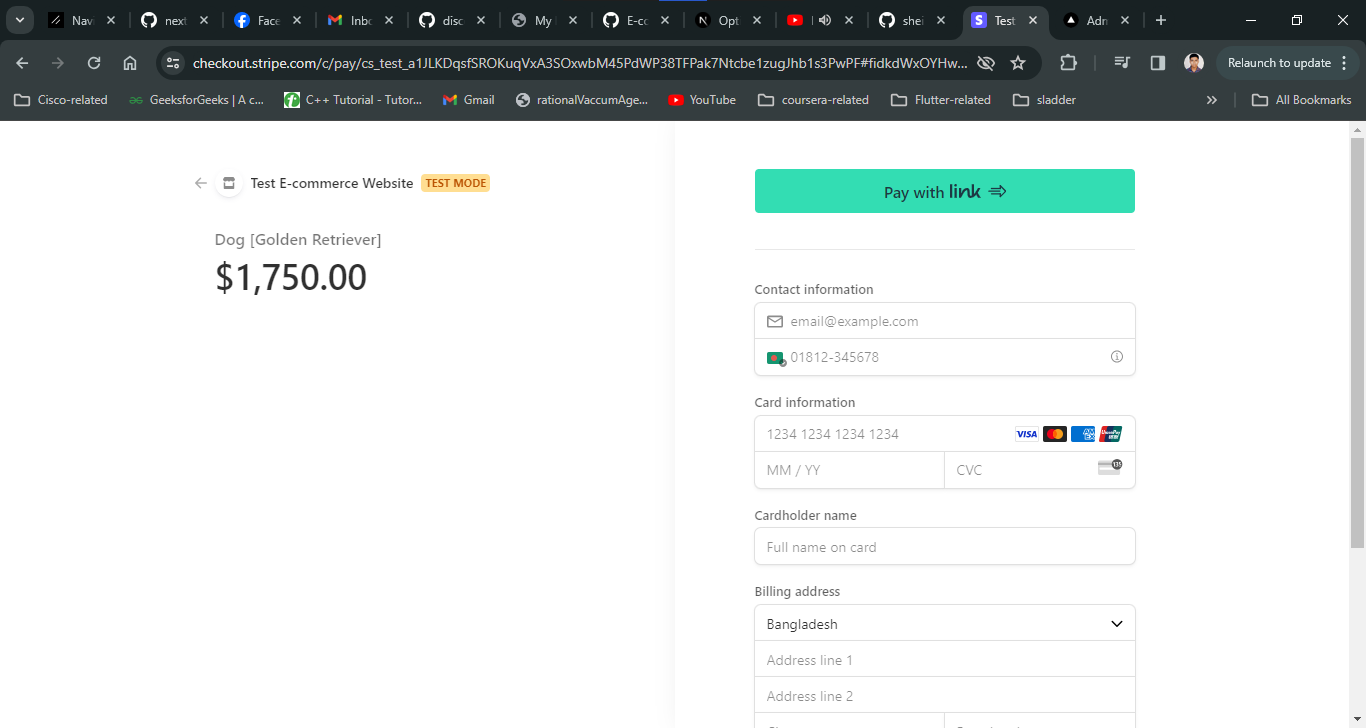 Navi
next
Face
Inbo
disc
My
E-co
Opt
shei
Test
Adm
checkout.stripe.com/c/pay/cs_test_a1JLKDqsfSROKuqVxA3SOxwbM45PdWP38TFPak7Ntcbe1zugJhb1s3PwPF#fidkdWxOYHw...
Relaunch to update
Cisco-related
GeeksforGeeks | A c...
C++ Tutorial - Tutor...
Gmail
rationalVaccumAge...
YouTube
coursera-related
Flutter-related
sladder
All Bookmarks
Test E-commerce Website TEST MODE
Dog [Golden Retriever]
$1,750.00
Pay with link
Contact information
email@example.com
01812-345678
Card information
1234 1234 1234 1234
VISA
MM / YY
CVC
135
Cardholder name
Full name on card
Billing address
Bangladesh
Address line 1
Address line 2